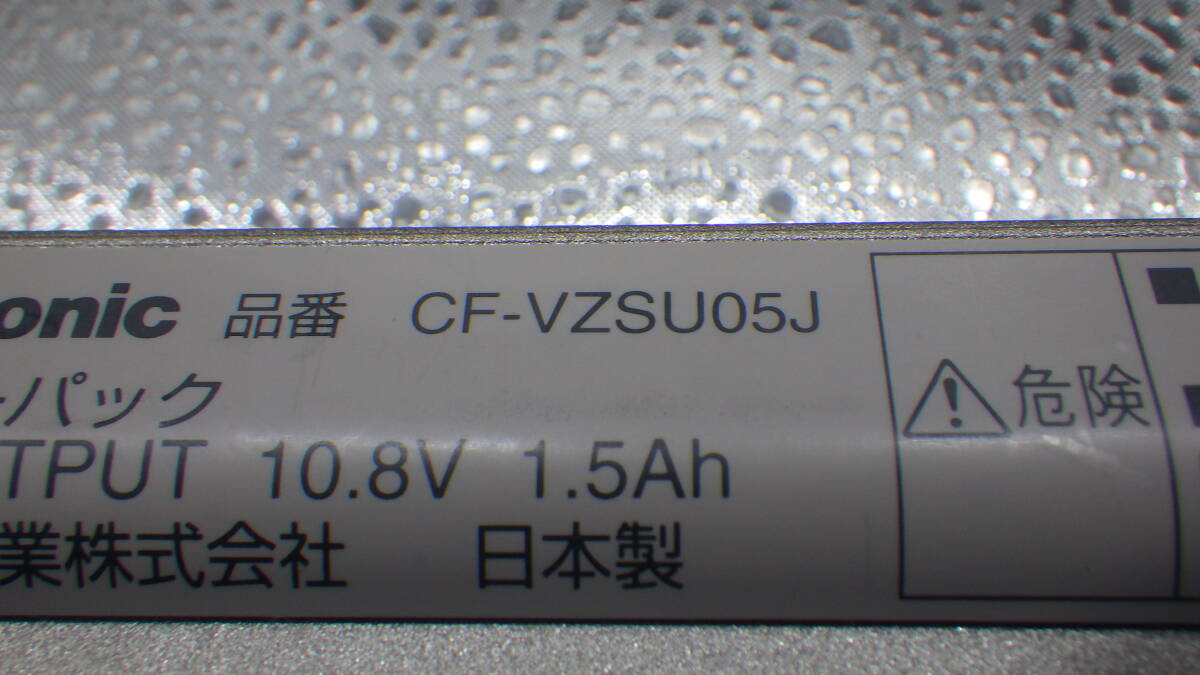 onic 品番 CF-VZSU05J
パック
TPUT 10.8V 1.5Ah
業株式会社 日本製
危険